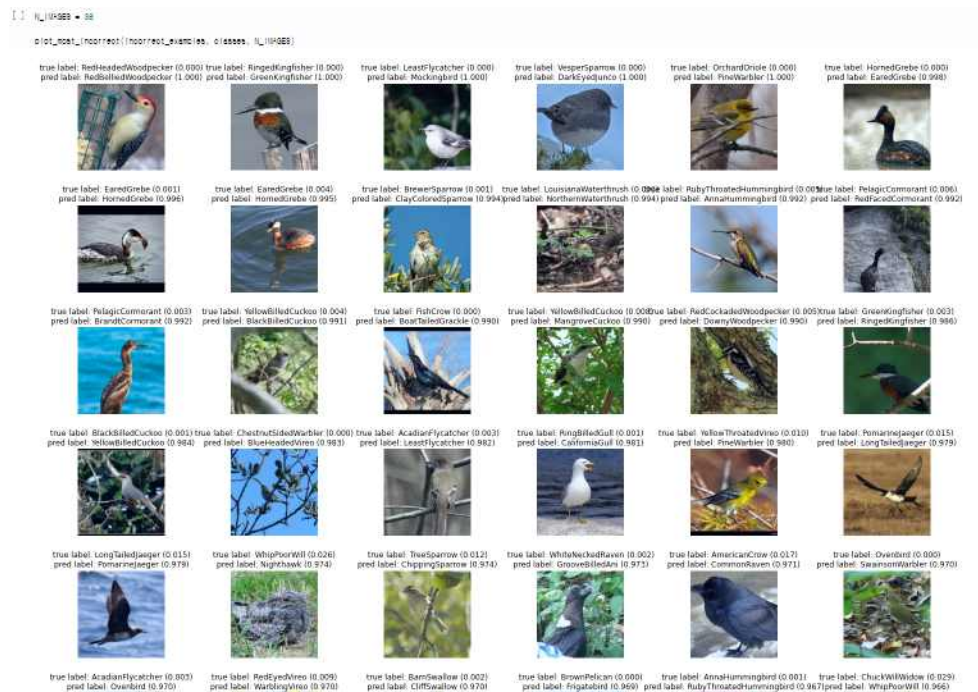 [ ] N_IMAGES = 36
plot_most_incorrect(incorrect_examples, classes, N_IMAGES)
true label: RedHeadedWoodpecker (0.000) true label: RingedKingfisher (0.000) true label: LeastFlycatcher (0.000) true label: VesperSparrow (0.000) true label: OrchardOriole (0.000) true label: HornedGrebe (0.000)
pred label: RedBelliedWoodpecker (1.000) pred label: GreenKingfisher (1.000) pred label: Mockingbird (1.000) pred label: DarkEyedJunco (1.000) pred label: PineWarbler (1.000) pred label: EaredGrebe (0.998)
true label: EaredGrebe (0.001) true label: EaredGrebe (0.004) true label: BrewerSparrow (0.001) true label: LouisianaWaterthrush true label: RubyThroatedHummingbird true label: PelagicCormorant (0.006)
pred label: HornedGrebe (0.996) pred label: HornedGrebe (0.995) pred label: ClayColoredSparrow (0.994) pred label: NorthernWaterthrush (0.994) pred label: AnnaHummingbird (0.992) pred label: RedFacedCormorant (0.992)
true label: PelagicCormorant (0.003) true label: YellowBilledCuckoo (0.004) true label: FishCrow (0.000) true label: YellowBilledCuckoo true label: RedCockadedWoodpecker true label: GreenKingfisher (0.003)
pred label: BrandtCormorant (0.992) pred label: BlackBilledCuckoo (0.991) pred label: BoatTailedGrackle (0.990) pred label: MangroveCuckoo (0.990) pred label: DownyWoodpecker (0.990) pred label: RingedKingfisher (0.986)
true label: BlackBilledCuckoo (0.001) true label: ChestnutSidedWarbler (0.000) true label: AcadianFlycatcher (0.003) true label: RingBilledGull (0.001) true label: YellowThroatedVireo (0.010) true label: PomarineJaeger (0.015)
pred label: YellowBilledCuckoo (0.984) pred label: BlueHeadedVireo (0.983) pred label: LeastFlycatcher (0.982) pred label: CaliforniaGull (0.981) pred label: PineWarbler (0.980) pred label: LongTailedJaeger (0.979)
true label: LongTailedJaeger (0.015) true label: WhipPoorWill (0.026) true label: TreeSparrow (0.012) true label: WhiteNeckedRaven (0.002) true label: AmericanCrow (0.017) true label: Ovenbird (0.000)
pred label: PomarineJaeger (0.979) pred label: Nighthawk (0.974) pred label: ChippingSparrow (0.974) pred label: GrooveBilledAni (0.973) pred label: CommonRaven (0.971) pred label: SwainsonWarbler (0.970)
true label: AcadianFlycatcher (0.003) true label: RedEyedVireo (0.009) true label: BarnSwallow (0.002) true label: BrownPelican (0.000) true label: AnnaHummingbird (0.001) true label: ChuckWillWidow (0.029)
pred label: Ovenbird (0.970) pred label: WarblingVireo (0.970) pred label: CliffSwallow (0.970) pred label: Frigatebird (0.969) pred label: RubyThroatedHummingbird (0.967) pred label: WhipPoorWill (0.966)